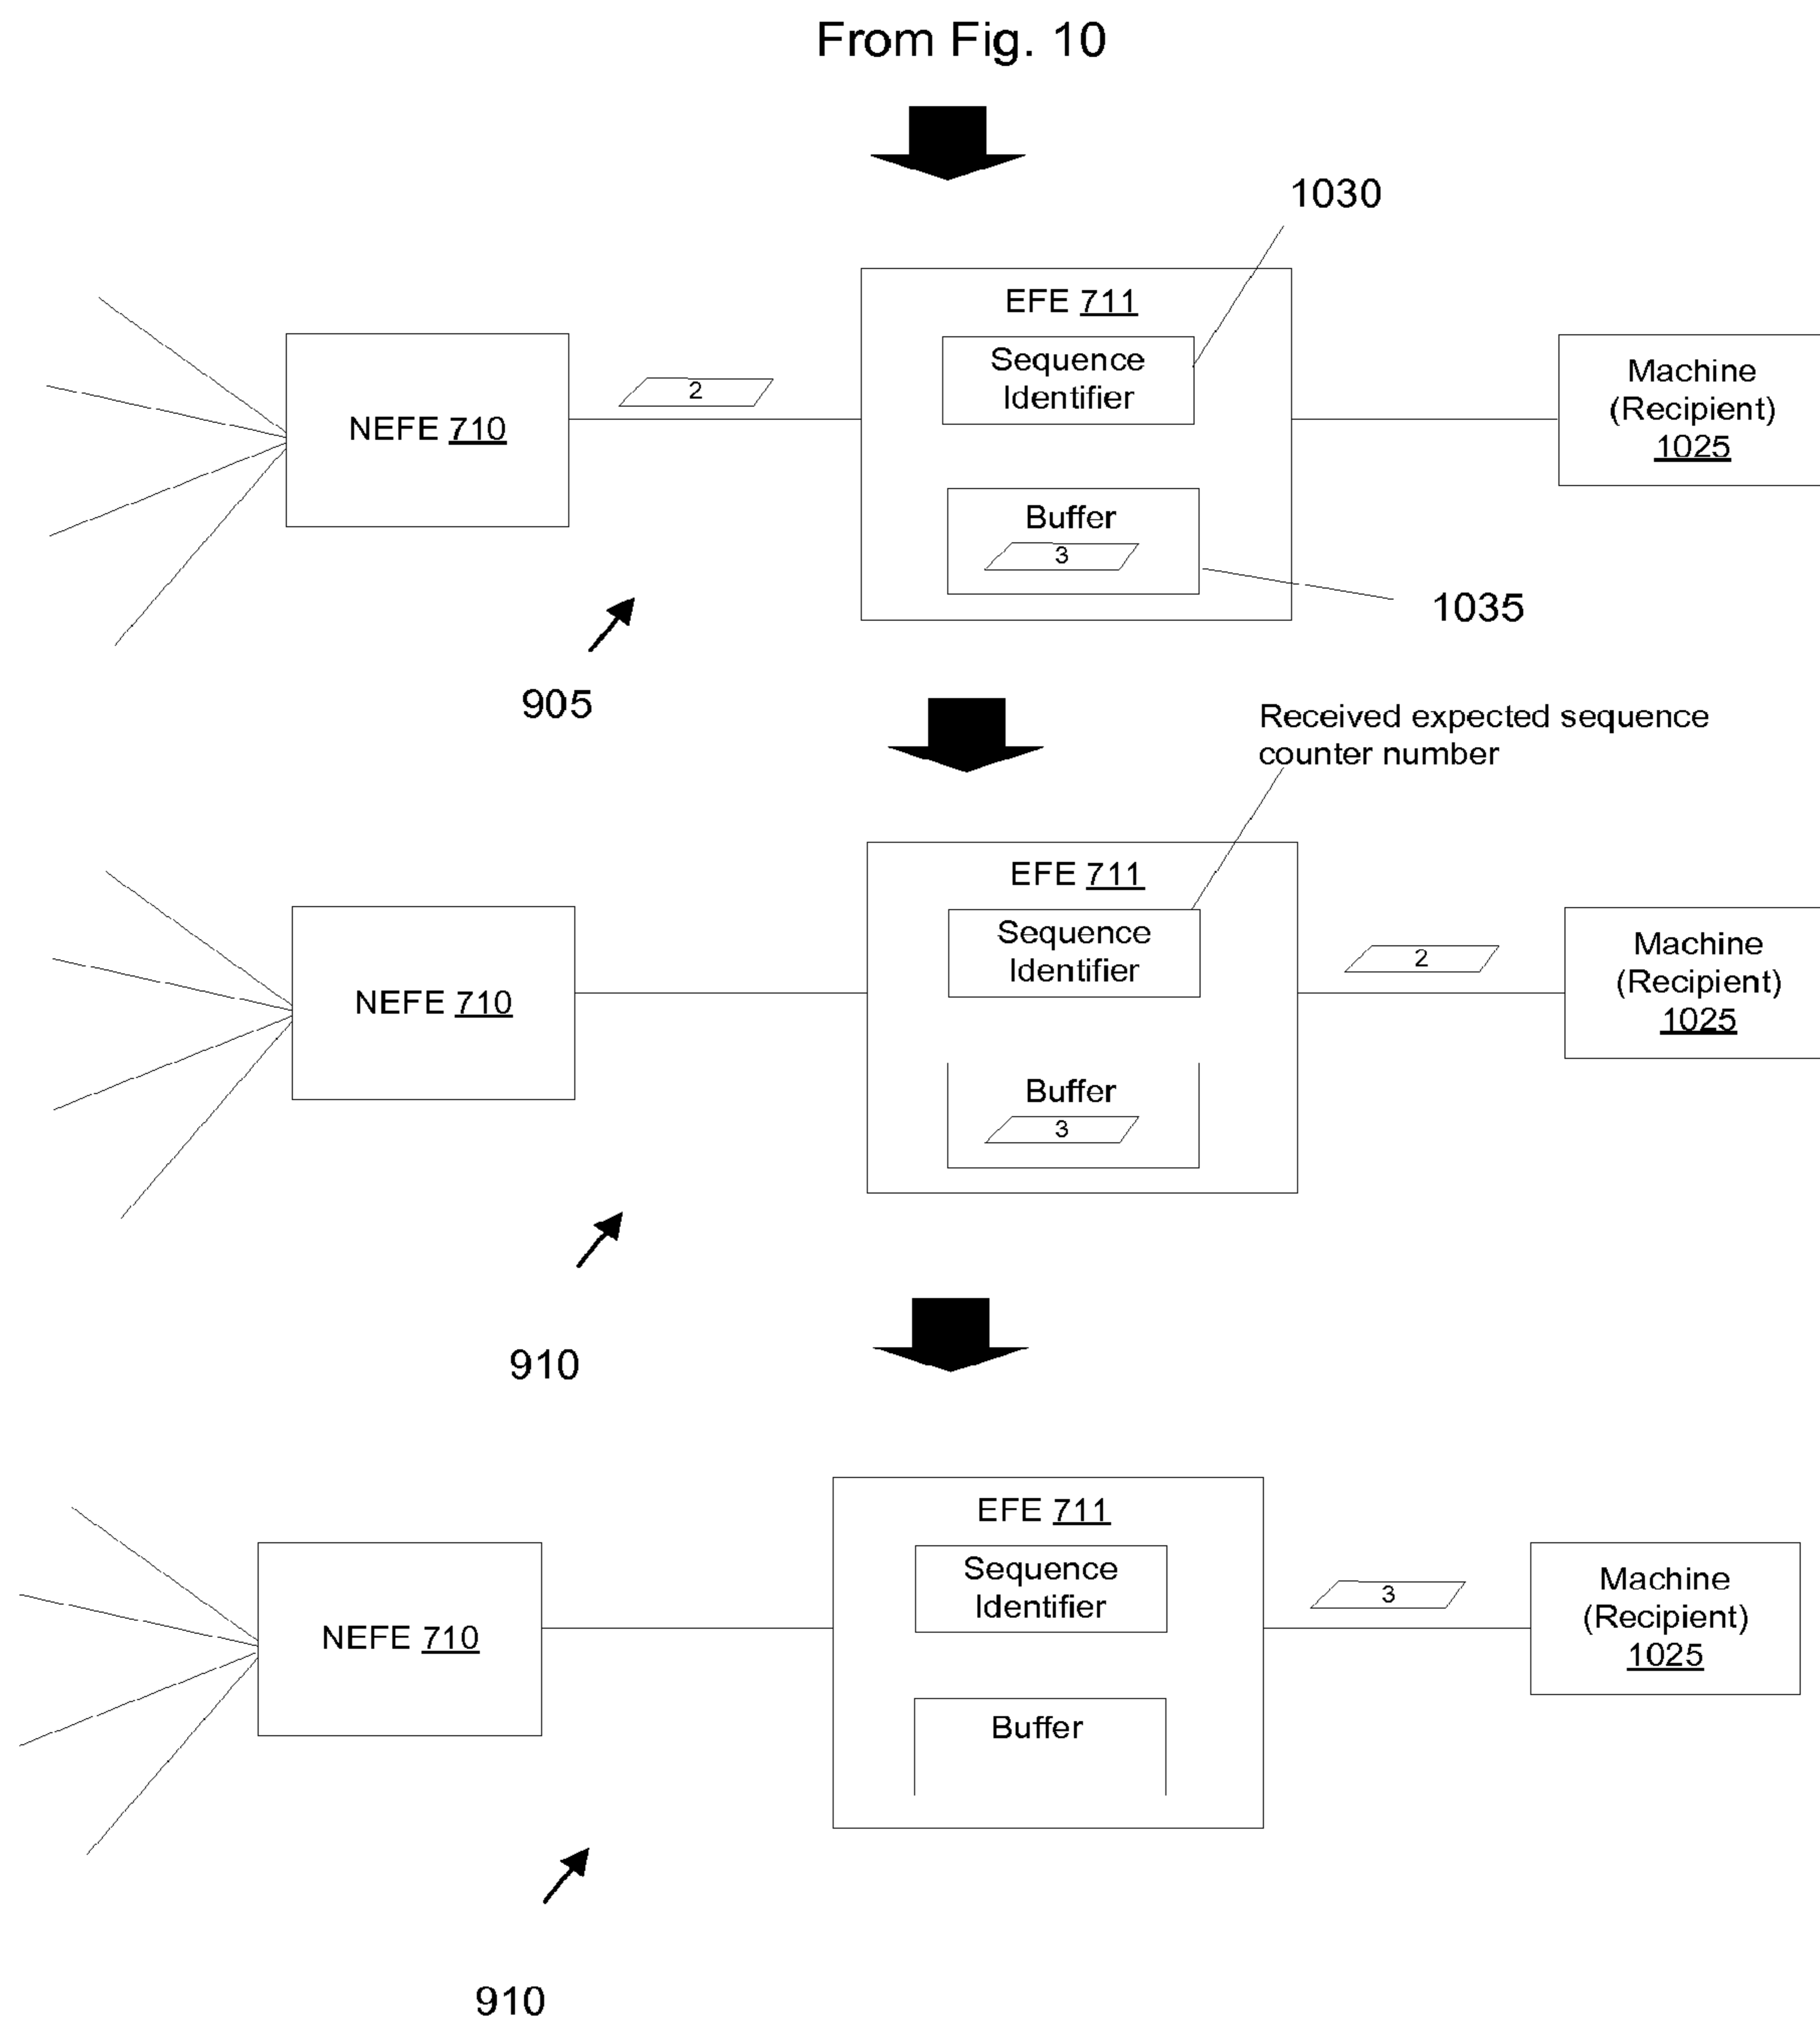 From Fig. 10
1030
EFE 711
Sequence
Identifier
NEFE 710
2
Machine
(Recipient)
1025
Buffer
3
1035
905
Received expected sequence
counter number
EFE 711
Sequence
Identifier
NEFE 710
2
Machine
(Recipient)
1025
Buffer
3
910
EFE 711
Sequence
Identifier
NEFE 710
3
Machine
(Recipient)
1025
Buffer
910